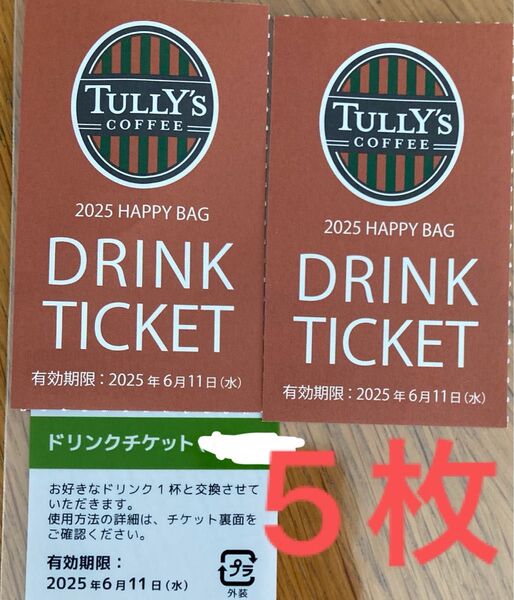 TULLY'S
COFFEE
2025 HAPPY BAG
DRINK
TICKET
有効期限：2025年6月11日（水）
TULLY'S
COFFEE
2025 HAPPY BAG
DRINK
TICKET
有効期限：2025年6月11日（水）
ドリンクチケット
お好きなドリンク1杯と交換させて
いただきます。
使用方法の詳細は、チケット裏面を
ご確認ください。
有効期限：
2025年6月11日（水）
プラ
外装
5枚